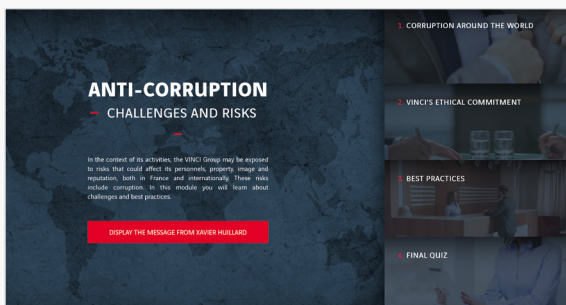 ANTI-CORRUPTION
CHALLENGES AND RISKS
In the context of its activities, the VINCI Group may be exposed
to risks that could affect its personnels, property, image and
reputation, both in France and internationally. These risks
include corruption. In this module you will learn about
challenges and best practices.
DISPLAY THE MESSAGE FROM XAVIER HUILLARD
1. CORRUPTION AROUND THE WORLD
2. VINCI'S ETHICAL COMMITMENT
3. BEST PRACTICES
4. FINAL QUIZ